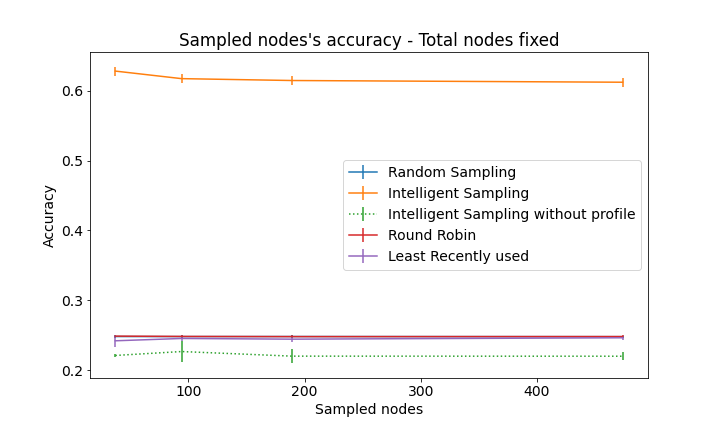 Sampled nodes's accuracy - Total nodes fixed
0.6
0.5
0.4
0.3
0.2
Accuracy
Random Sampling
Intelligent Sampling
Intelligent Sampling without profile
Round Robin
Least Recently used
100
200
300
400
Sampled nodes